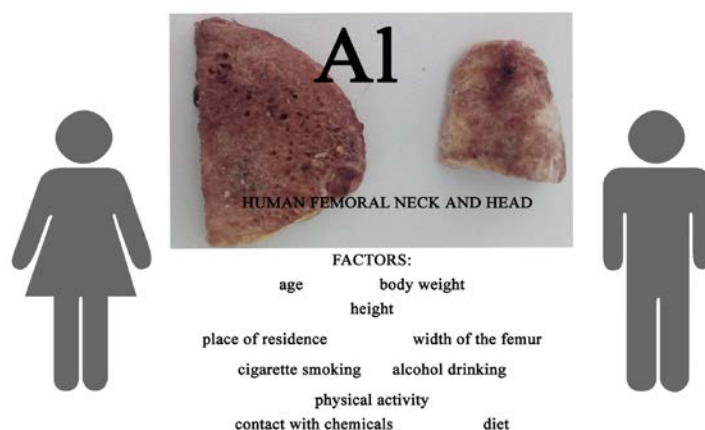 Al
HUMAN FEMORAL NECK AND HEAD
FACTORS:
age body weight
height
place of residence width of the femur
cigarette smoking alcohol drinking
physical activity
contact with chemicals diet